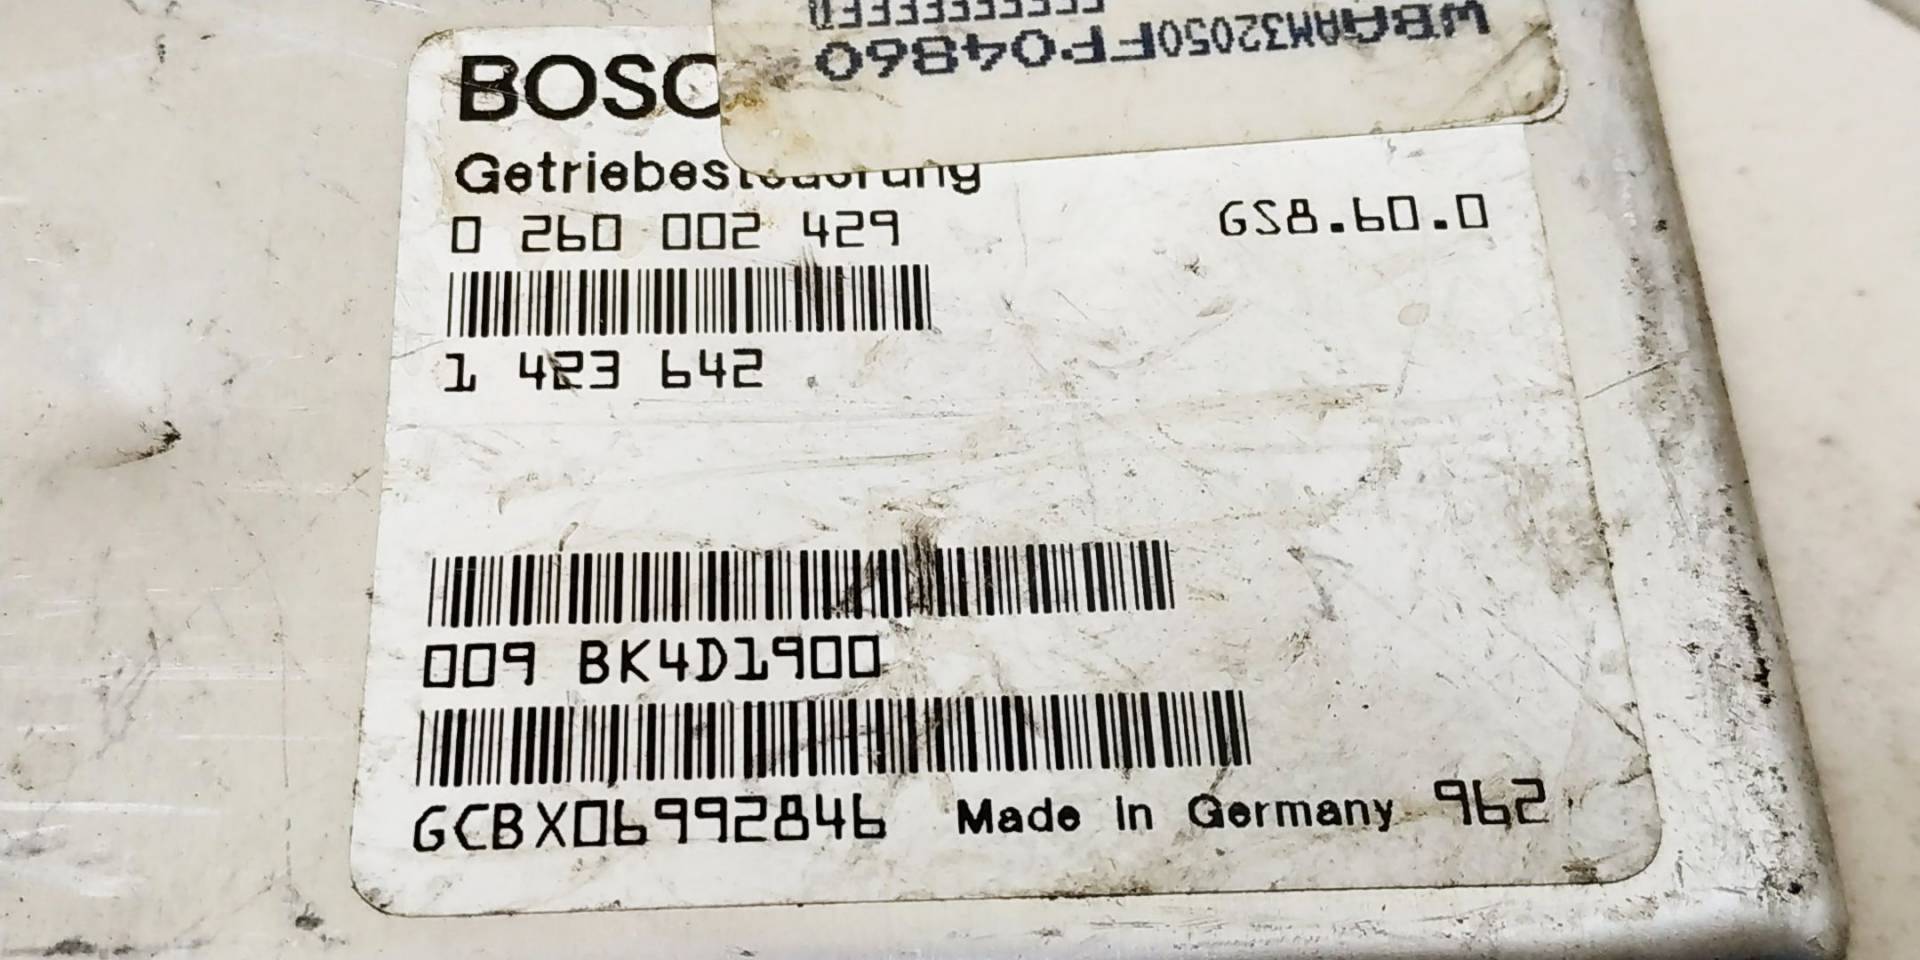 WBAAM32050FP04860
BOSC
Getriebesteuerung
0 260 002 429
GS8.60.0
1 423 642
009 BK4D1900
GCBX06992846 Made in Germany 962